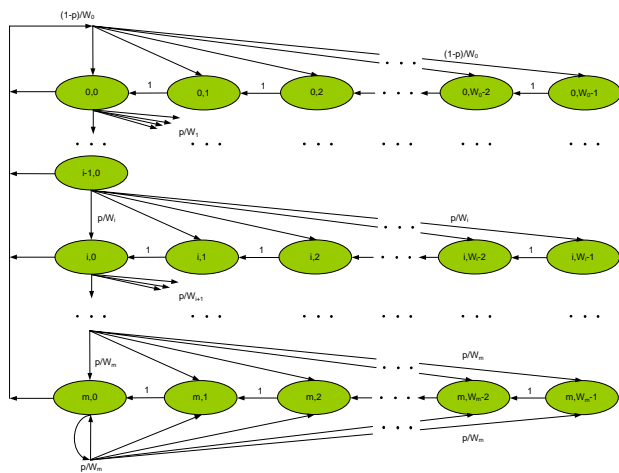 (1-p)/W0
(1-p)/W0
. . .
0,0 1 0,1 1 0,2 . . . 0,W0-2 1 0,W0-1
p/W1
. . . . . . . . . . . . . . . . . .
i-1,0
p/Wi . . . p/Wi
i,0 1 i,1 1 i,2 . . . i,Wi-2 1 i,Wi-1
p/Wi+1
. . . . . . . . . . . . . . . . . .
p/Wm . . . p/Wm
m,0 1 m,1 1 m,2 . . . m,Wm-2 1 m,Wm-1
. . .
p/Wm
p/Wm